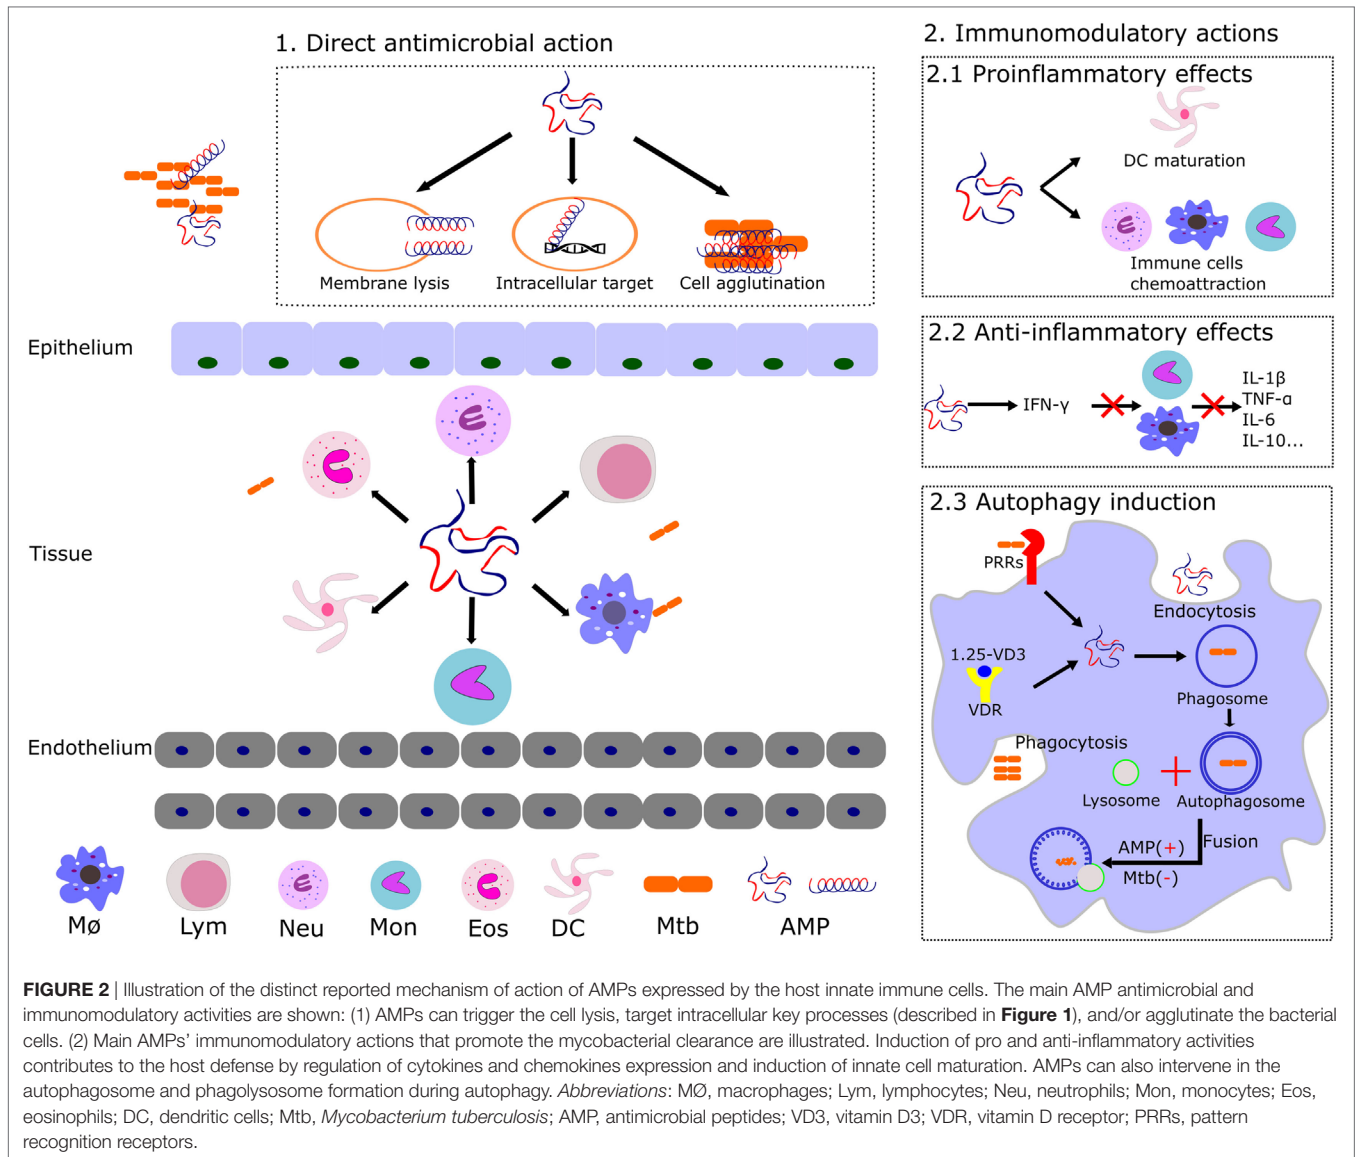 1. Direct antimicrobial action
Membrane lysis
Intracellular target
Cell agglutination
Epithelium
Tissue
Endothelium
Mø
Lym
Neu
Mon
Eos
DC
Mtb
AMP
2. Immunomodulatory actions
2.1 Proinflammatory effects
DC maturation
Immune cells
chemoattraction
2.2 Anti-inflammatory effects
IFN-γ
IL-1β
TNF-α
IL-6
IL-10...
2.3 Autophagy induction
PRRs
Endocytosis
1.25-VD3
VDR
Phagosome
Phagocytosis
Lysosome
Autophagosome
Fusion
AMP(+)
Mtb(-)
FIGURE 2 | Illustration of the distinct reported mechanism of action of AMPs expressed by the host innate immune cells. The main AMP antimicrobial and
immunomodulatory activities are shown: (1) AMPs can trigger the cell lysis, target intracellular key processes (described in Figure 1), and/or agglutinate the bacterial
cells. (2) Main AMPs' immunomodulatory actions that promote the mycobacterial clearance are illustrated. Induction of pro and anti-inflammatory activities
contributes to the host defense by regulation of cytokines and chemokines expression and induction of innate cell maturation. AMPs can also intervene in the
autophagosome and phagolysosome formation during autophagy. Abbreviations: MØ, macrophages; Lym, lymphocytes; Neu, neutrophils; Mon, monocytes; Eos,
eosinophils; DC, dendritic cells; Mtb, Mycobacterium tuberculosis; AMP, antimicrobial peptides; VD3, vitamin D3; VDR, vitamin D receptor; PRRs, pattern
recognition receptors.